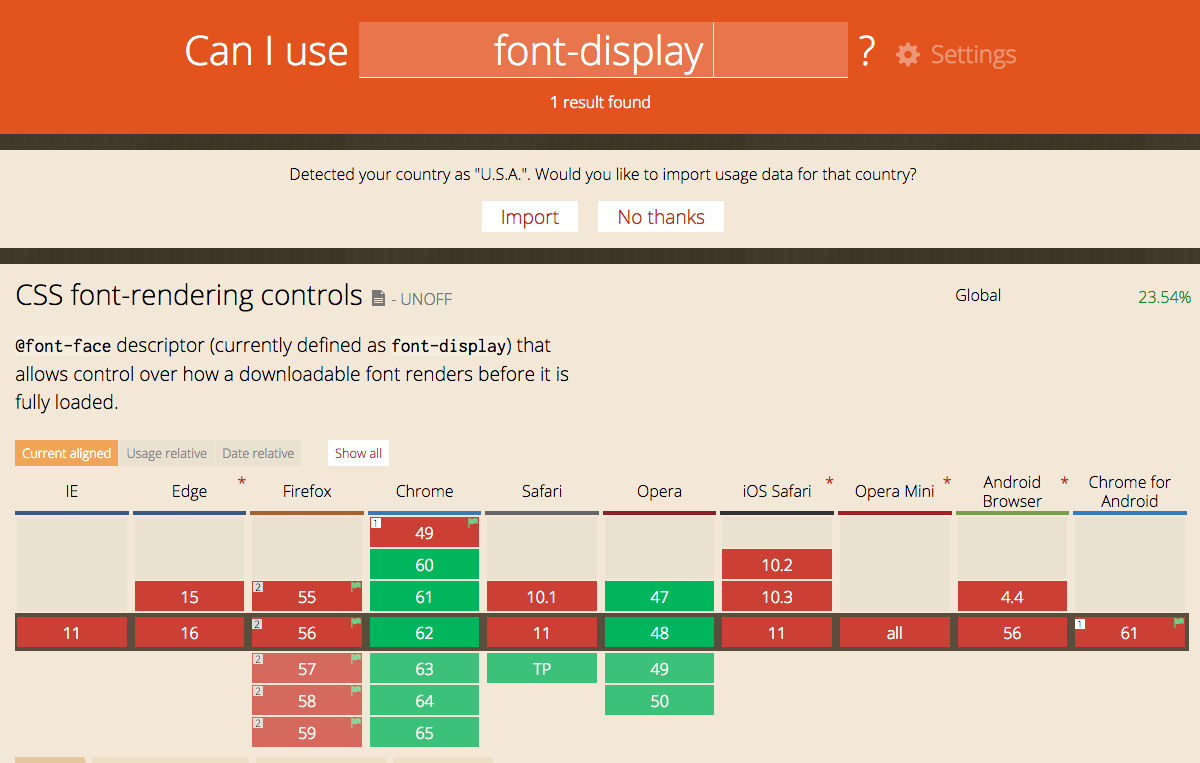 Can I use font-display ? Settings
1 result found
Detected your country as "U.S.A.". Would you like to import usage data for that country?
Import No thanks
CSS font-rendering controls - UNOFF Global 23.54%
@font-face descriptor (currently defined as font-display) that
allows control over how a downloadable font renders before it is
fully loaded.
Current aligned Usage relative Date relative Show all
IE Edge * Firefox Chrome Safari Opera iOS Safari * Opera Mini * Android Browser * Chrome for Android
1 49
60 10.2
15 2 55 61 10.1 47 10.3 4.4
11 16 2 56 62 11 48 11 all 56 1 61
2 57 63 TP 49
2 58 64 50
2 59 65